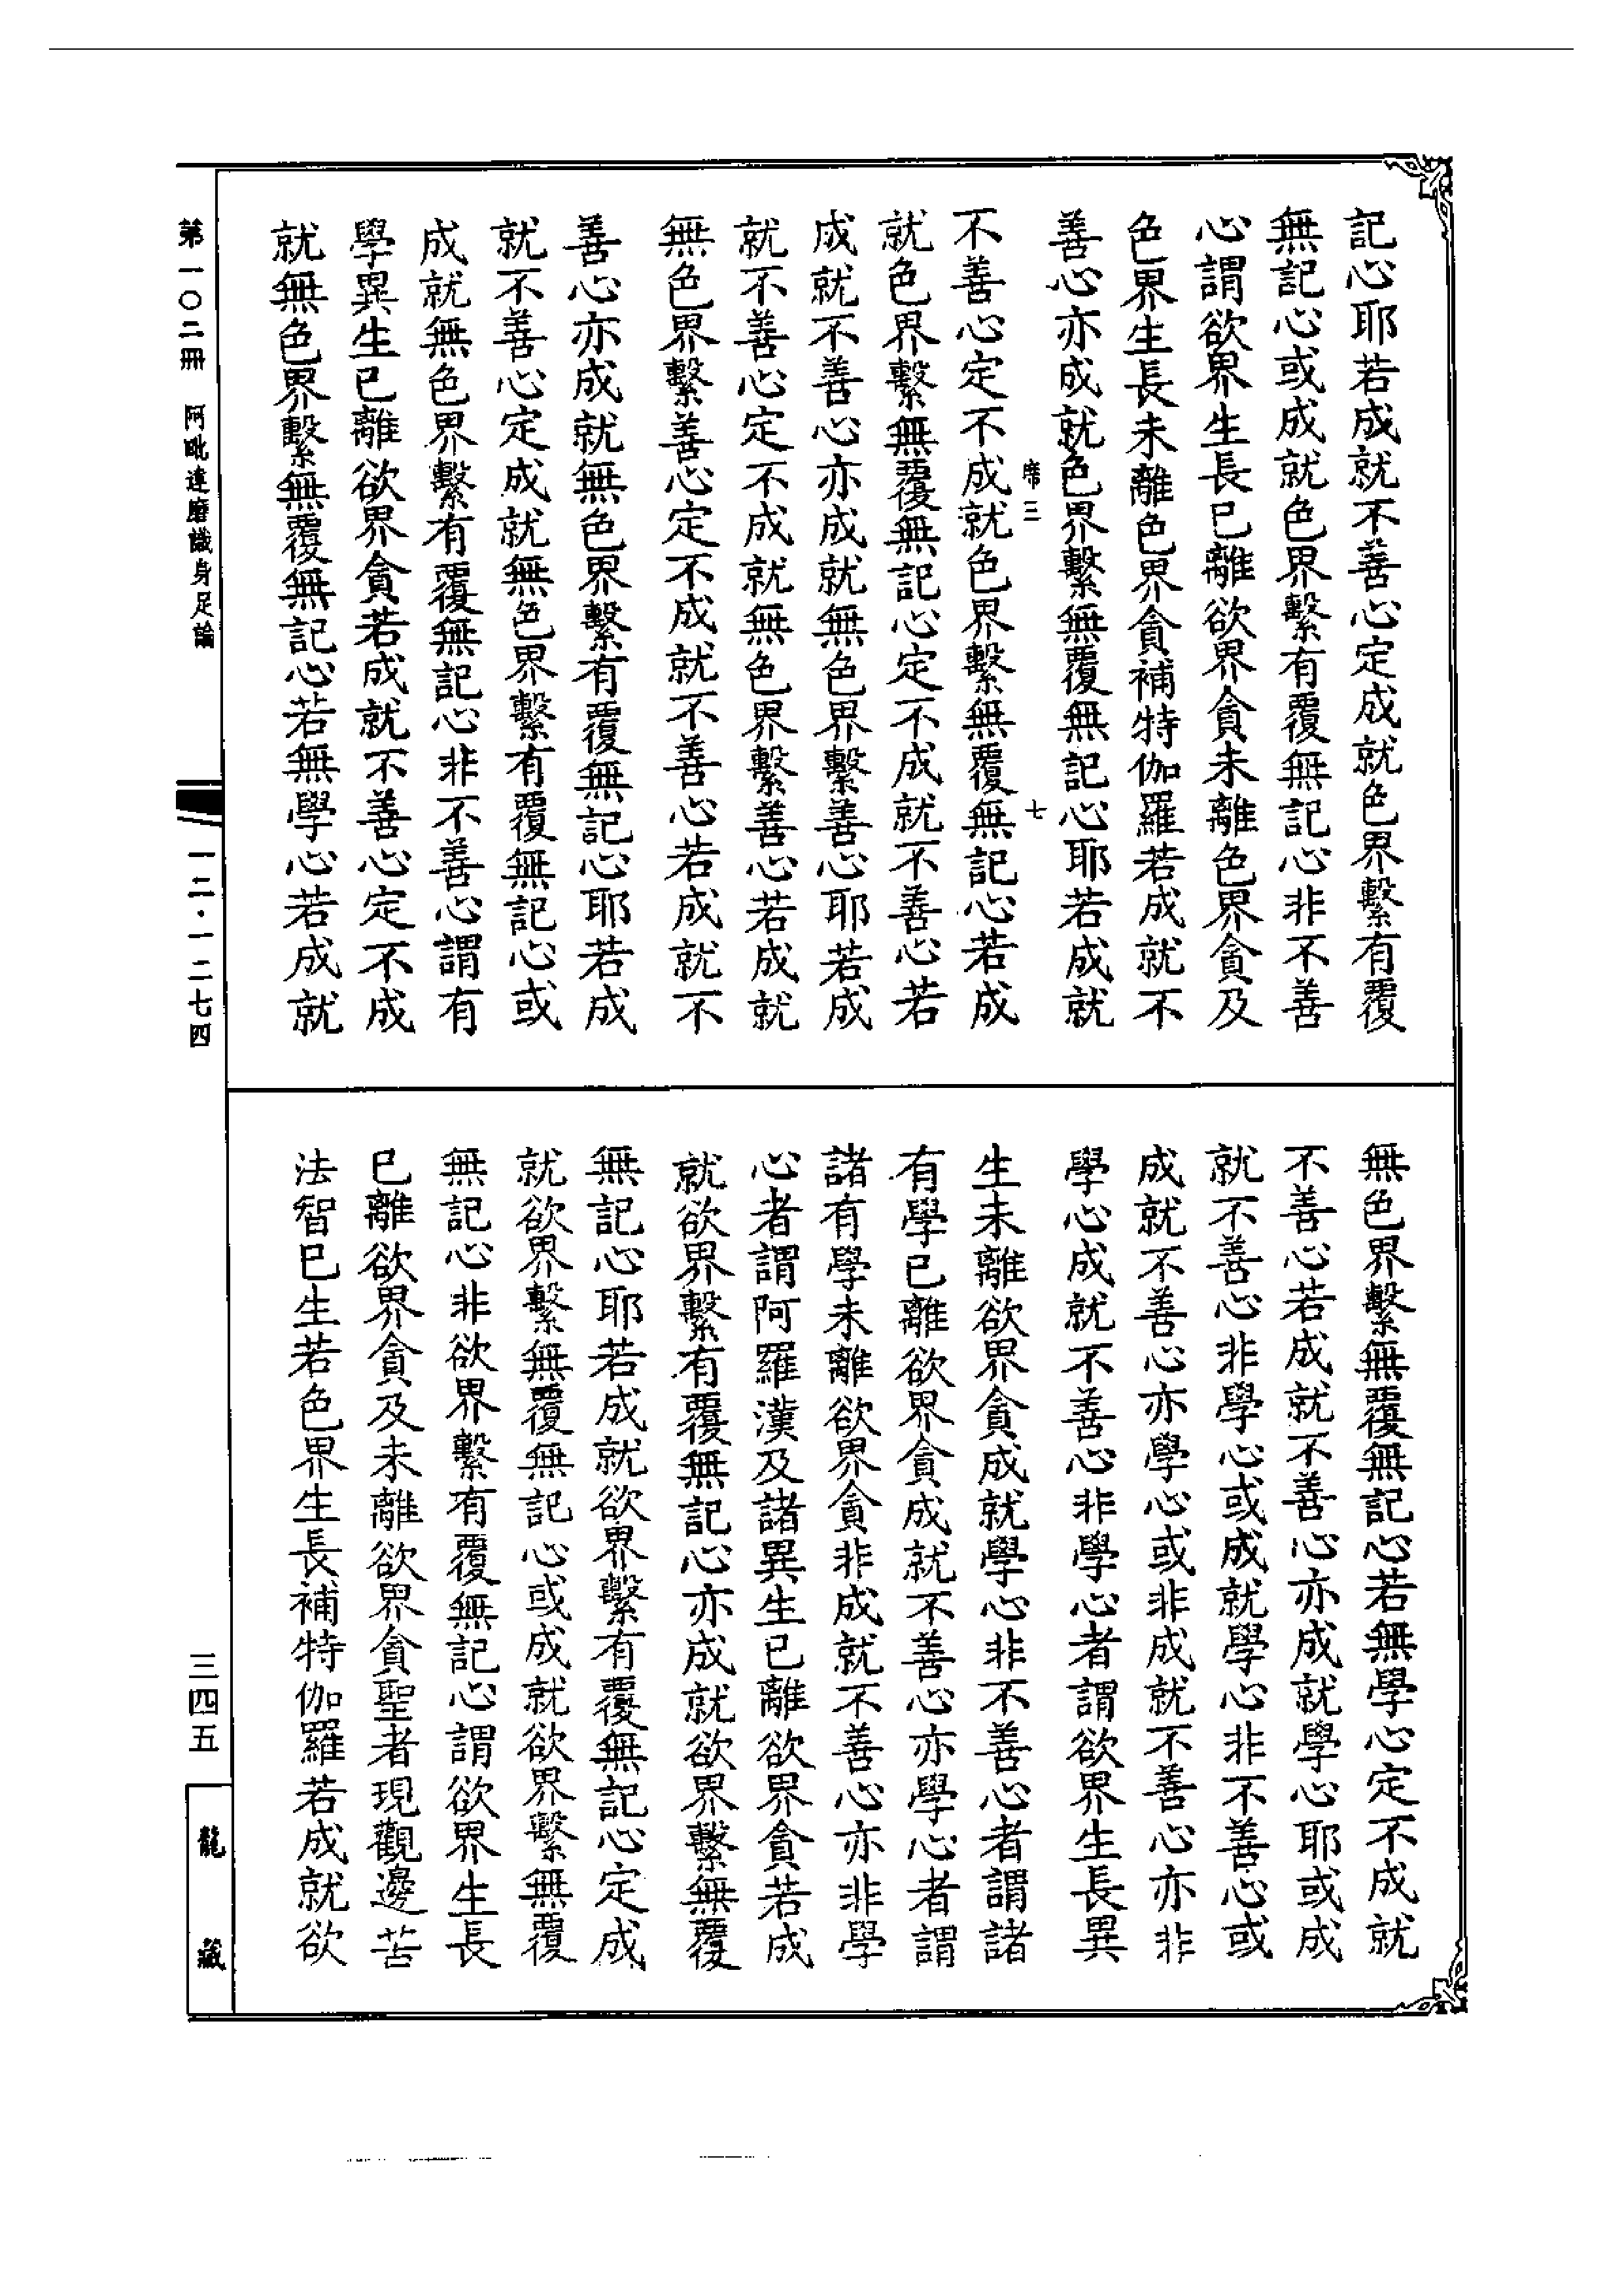 記心耶若成就不善心定成就色界繫有覆
無記心或成就色界繫有覆無記心非不善
心謂欲界生長已離欲界貪未離色界貪及
色界生長未離色界貪補特伽羅若成就不
善心亦成就色界繫無覆無記心耶若成就
席三 七
不善心定不成就色界繫無覆無記心若成
就色界繫無覆無記心定不成就不善心若
成就不善心亦成就無色界繫善心耶若成
就不善心定不成就無色界繫善心若成就
無色界繫善心定不成就不善心若成就不
善心亦成就無色界繫有覆無記心耶若成
就不善心定成就無色界繫有覆無記心或
成就無色界繫有覆無記心非不善心謂有
學異生已離欲界貪若成就不善心定不成
就無色界繫無覆無記心若無學心若成就
無色界繫無覆無記心若無學心定不成就
不善心若成就不善心亦成就學心耶或成
就不善心非學心或成就學心非不善心或
成就不善心亦學心或非成就不善心亦非
學心成就不善心非學心者謂欲界生長異
生未離欲界貪成就學心非不善心者謂諸
有學已離欲界貪成就不善心亦學心者謂
諸有學未離欲界貪非成就不善心亦非學
心者謂阿羅漢及諸異生已離欲界貪若成
就欲界繫有覆無記心亦成就欲界繫無覆
無記心耶若成就欲界繫有覆無記心定成
就欲界繫無覆無記心或成就欲界繫無覆
無記心非欲界繫有覆無記心謂欲界生長
已離欲界貪及未離欲界貪聖者現觀邊苦
法智已生若色界生長補特伽羅若成就欲
第一〇二冊 阿毗達磨識身足論
一二·一二七四
三四五
龍藏